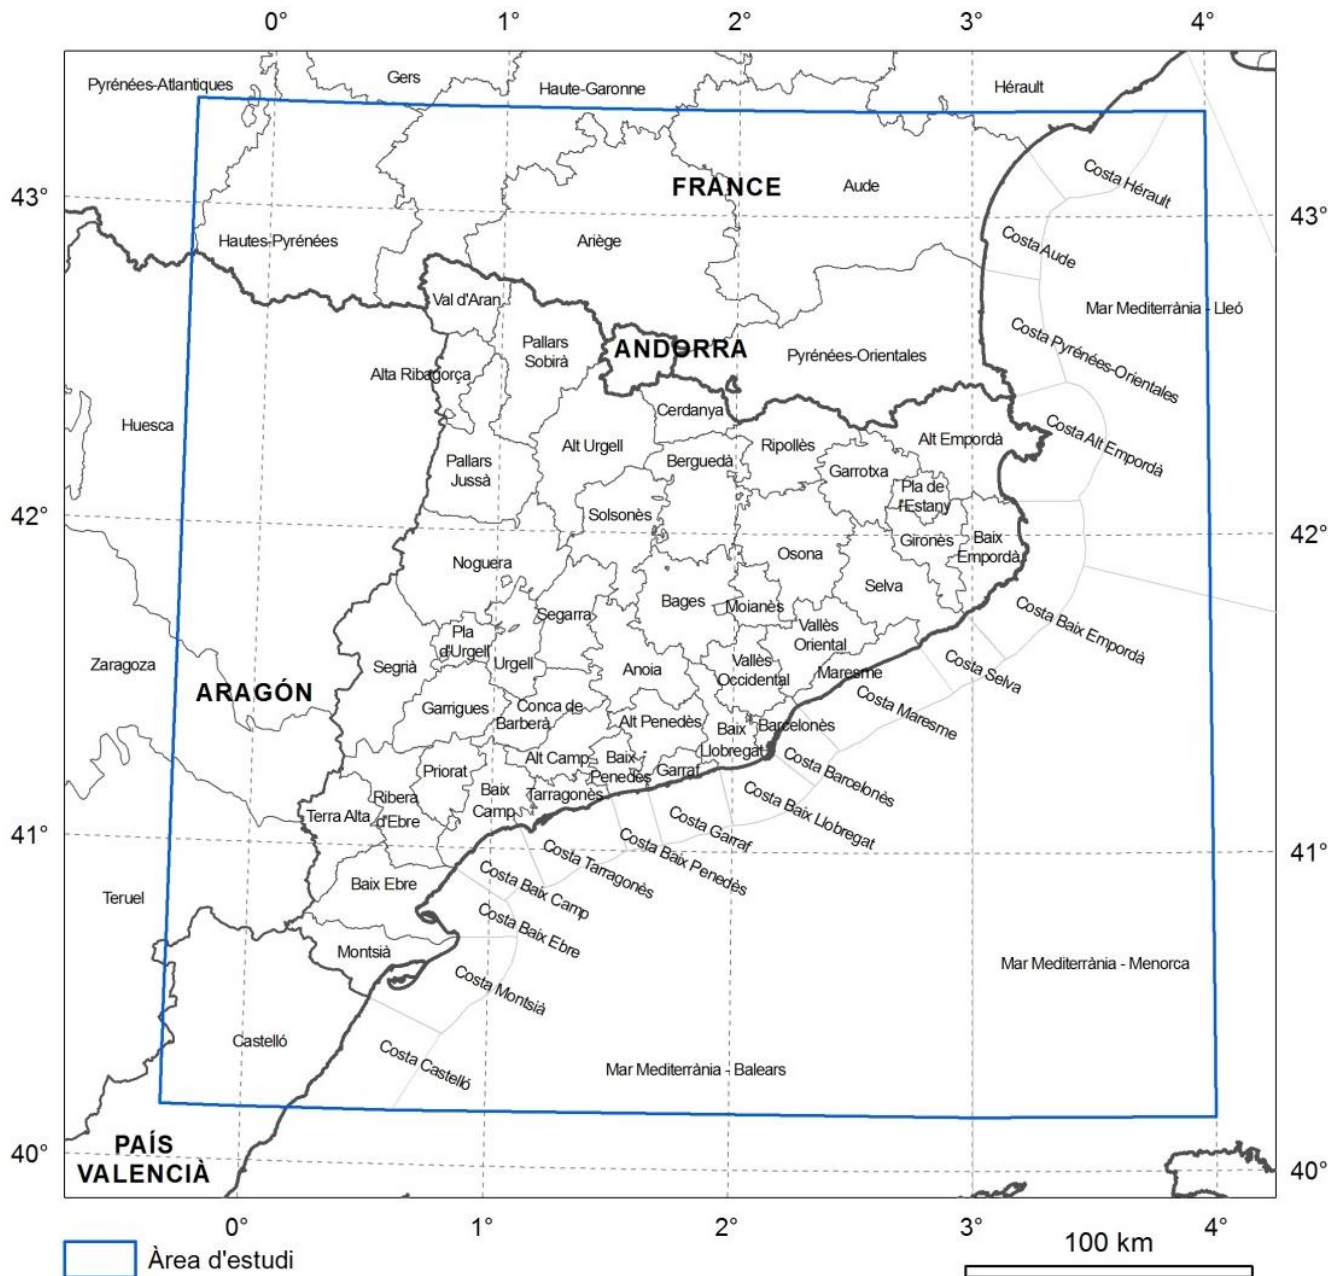 0° 1° 2° 3° 4°
Pyrénées-Atlantiques
Gers
Haute-Garonne
Hérault
43°
FRANCE
Aude
Costa Hérault
43°
Hautes-Pyrénées
Ariège
Costa Aude
Val d'Aran
Mar Mediterrània - Lleó
Pallars
Sobirà
ANDORRA
Pyrénées-Orientales
Costa Pyrénées-Orientales
Alta Ribagorça
Cerdanya
Huesca
Alt Urgell
Ripollès
Alt Empordà
Costa Alt Empordà
Pallars
Jussà
Berguedà
Garrotxa
Pla de
l'Estany
42°
Solsonès
42°
Noguera
Osona
Gironès
Baix
Empordà
Selva
Segarra
Bages
Moianès
Costa Baix Empordà
Pla
d'Urgell
Vallès
Oriental
Zaragoza
Segrià
Urgell
Anoia
Vallès
Occidental
Maresme
Costa Selva
ARAGÓN
Garrigues
Conca de
Barberà
Alt Penedès
Baix
Llobregat
Barcelonès
Costa Maresme
Alt Camp
Baix
Penedès
Garraf
Costa Barcelonès
Priorat
Baix
Camp
Tarragonès
Costa Baix Llobregat
Terra Alta
Ribera
d'Ebre
Costa Garraf
41°
41°
Costa Baix Penedès
Costa Tarragonès
Teruel
Baix Ebre
Costa Baix Camp
Costa Baix Ebre
Montsià
Costa Montsià
Mar Mediterrània - Menorca
Castelló
Costa Castelló
Mar Mediterrània - Balears
PAÍS
VALENCIÀ
40°
40°
0° 1° 2° 3° 4°
Àrea d'estudi
100 km